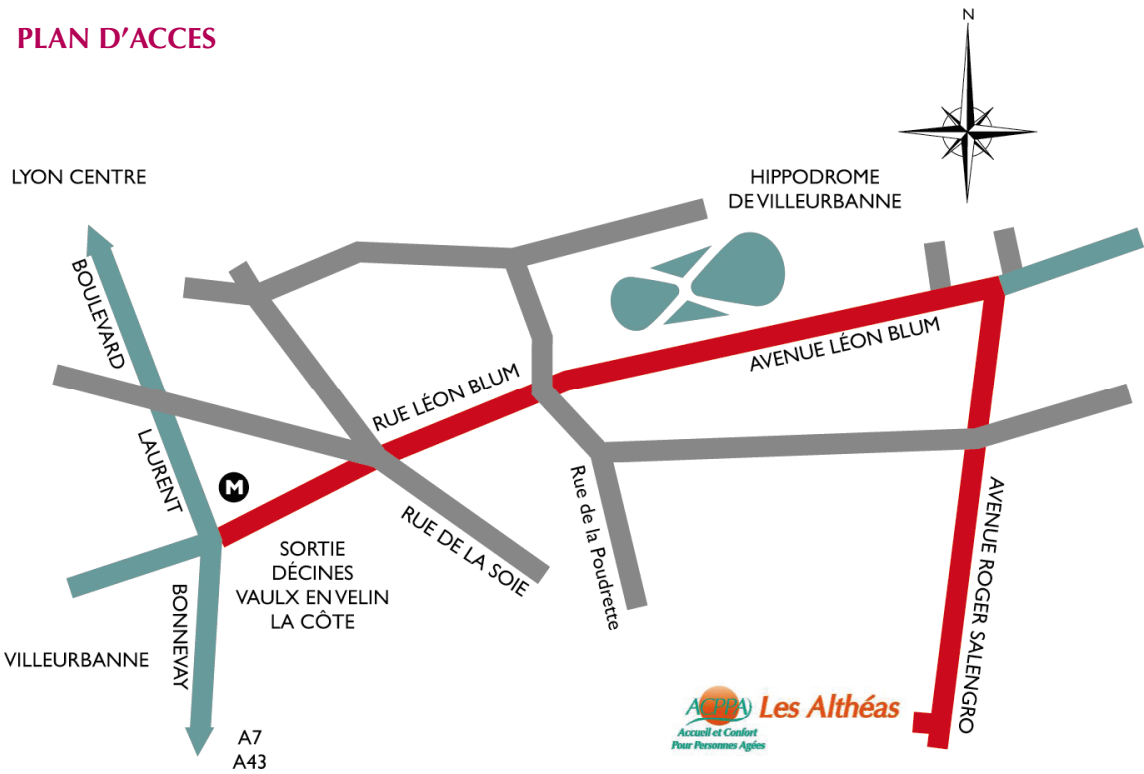 PLAN D'ACCES
N
LYON CENTRE
HIPPODROME
DE VILLEURBANNE
BOULEVARD
LAURENT
BONNEVAY
RUE LÉON BLUM
AVENUE LÉON BLUM
M
RUE DE LA SOIE
Rue de la Poudrette
AVENUE ROGER SALENGRO
SORTIE
DÉCINES
VAULX EN VELIN
LA CÔTE
VILLEURBANNE
A7
A43
ACPPA Les Althéas
Accueil et Confort
Pour Personnes Agées